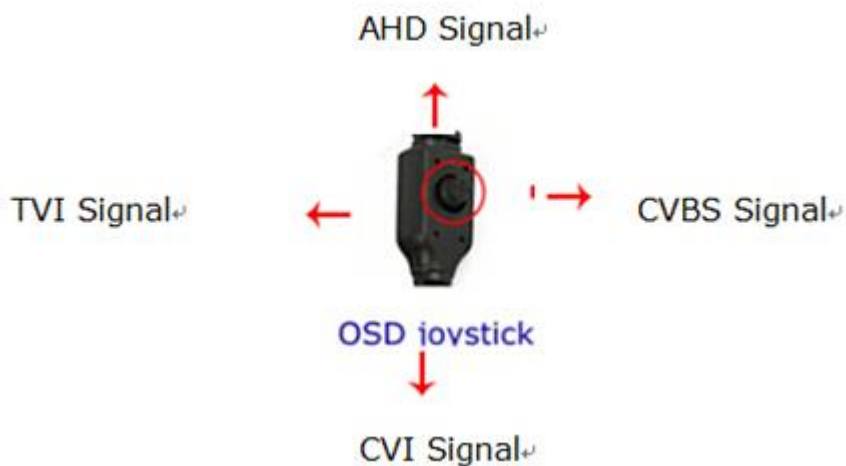 AHD Signal↵
TVI Signal↵
CVBS Signal↵
OSD joystick
CVI Signal↵